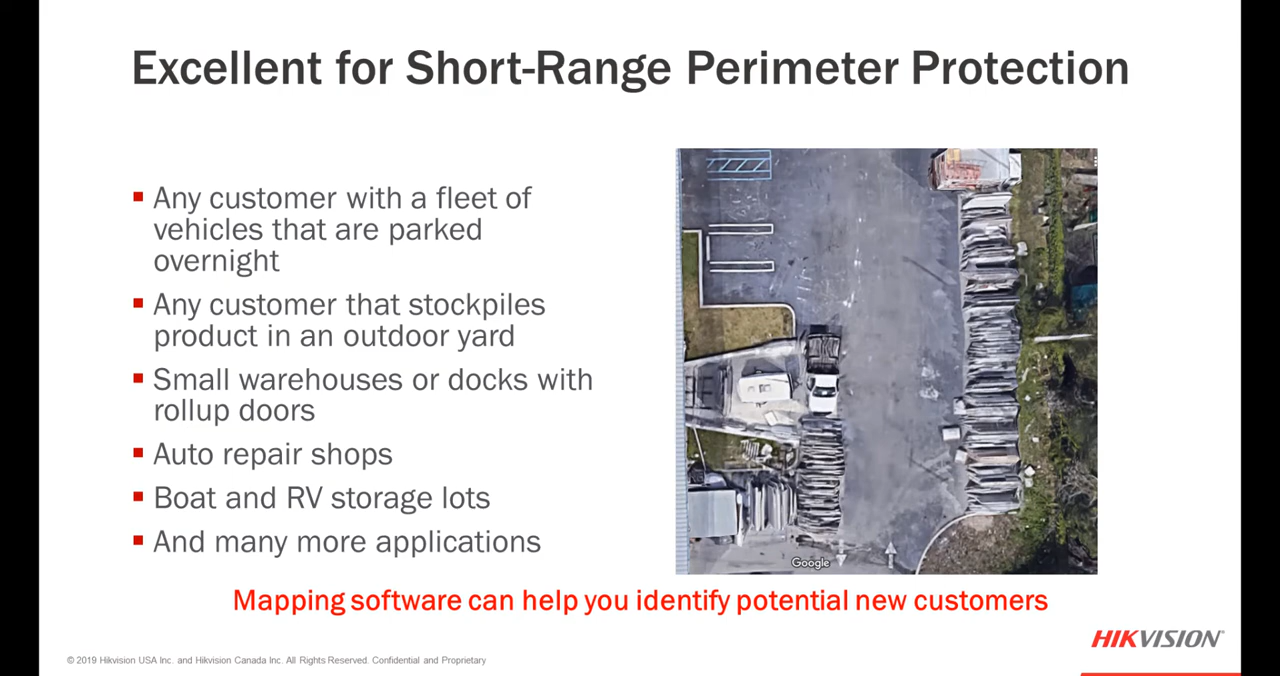 Excellent for Short-Range Perimeter Protection
Any customer with a fleet of
vehicles that are parked
overnight
Any customer that stockpiles
product in an outdoor yard
Small warehouses or docks with
rollup doors
Auto repair shops
Boat and RV storage lots
And many more applications
Google
Mapping software can help you identify potential new customers
HIKVISION
© 2019 Hikvision USA Inc. and Hikvision Canada Inc. All Rights Reserved. Confidential and Proprietary